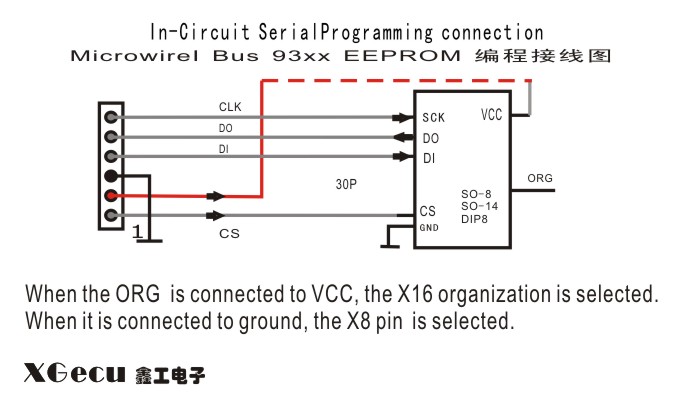 In-Circuit SerialProgramming connection
Microwirel Bus 93xx EEPROM 编程接线图
CLK
DO
DI
30P
1
CS
SCK
DO
DI
CS
GND
VCC
SO-8
SO-14
DIP8
ORG
When the ORG is connected to VCC, the X16 organization is selected.
When it is connected to ground, the X8 pin is selected.
XGecu 鑫工电子